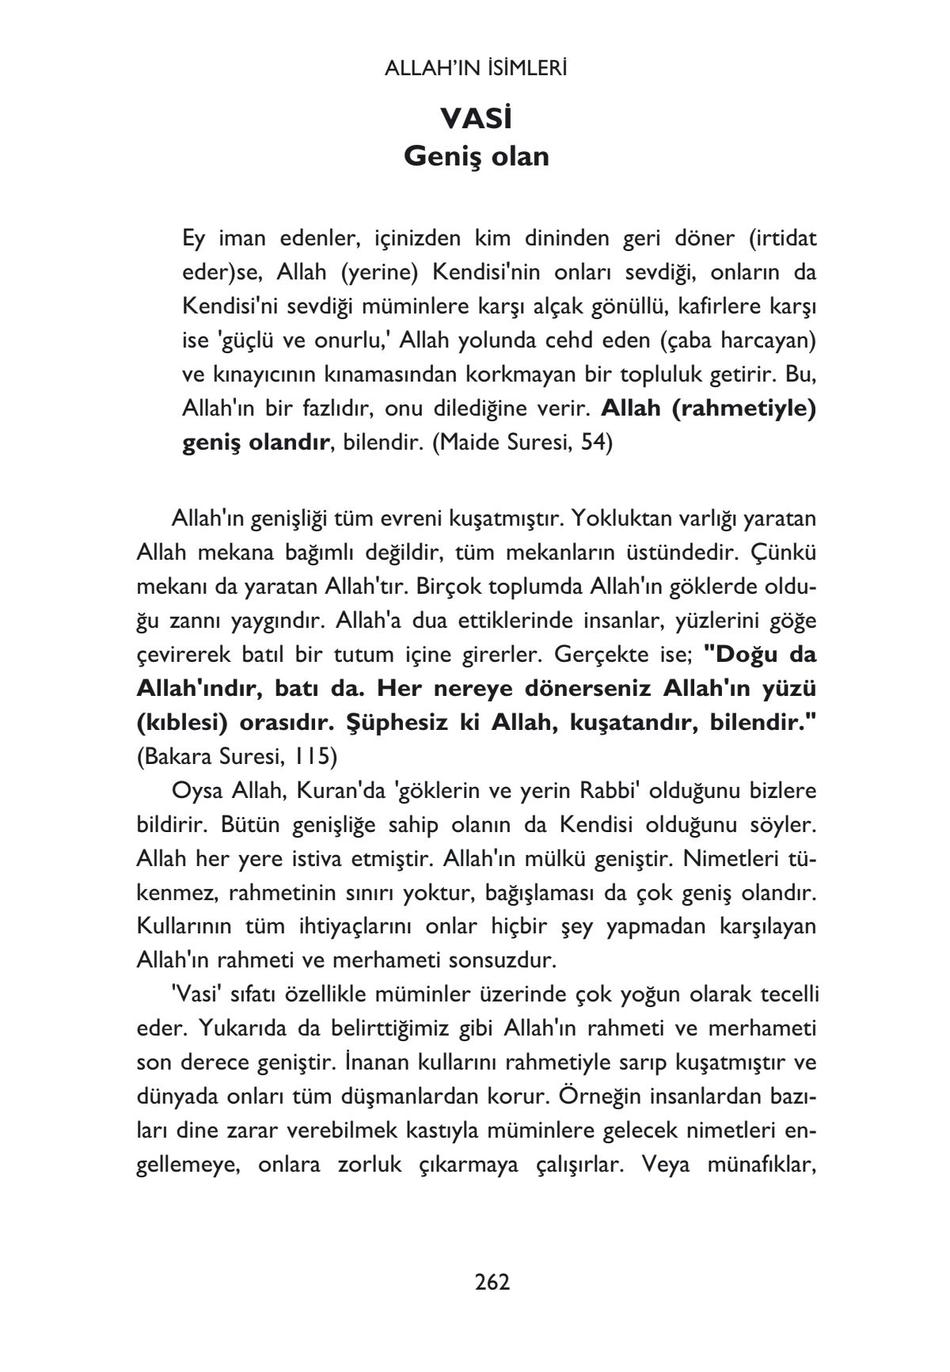 ALLAH'IN İSİMLERİ
VASİ
Geniş olan
Ey iman edenler, içinizden kim dininden geri döner (irtidat
eder)se, Allah (yerine) Kendisi'nin onları sevdiği, onların da
Kendisi'ni sevdiği müminlere karşı alçak gönüllü, kafirlere karşı
ise 'güçlü ve onurlu,' Allah yolunda cehd eden (çaba harcayan)
ve kınayıcının kınamasından korkmayan bir topluluk getirir. Bu,
Allah'ın bir fazlıdır, onu dilediğine verir. Allah (rahmetiyle)
geniş olandır, bilendir. (Maide Suresi, 54)
Allah'ın genişliği tüm evreni kuşatmıştır. Yokluktan varlığı yaratan
Allah mekana bağımlı değildir, tüm mekanların üstündedir. Çünkü
mekanı da yaratan Allah'tır. Birçok toplumda Allah'ın göklerde oldu-
ğu zannı yaygındır. Allah'a dua ettiklerinde insanlar, yüzlerini göğe
çevirerek batıl bir tutum içine girerler. Gerçekte ise; "Doğu da
Allah'ındır, batı da. Her nereye dönerseniz Allah'ın yüzü
(kıblesi) orasıdır. Şüphesiz ki Allah, kuşatandır, bilendir."
(Bakara Suresi, 115)
Oysa Allah, Kuran'da 'göklerin ve yerin Rabbi' olduğunu bizlere
bildirir. Bütün genişliğe sahip olanın da Kendisi olduğunu söyler.
Allah her yere istiva etmiştir. Allah'ın mülkü geniştir. Nimetleri tü-
kenmez, rahmetinin sınırı yoktur, bağışlaması da çok geniş olandır.
Kullarının tüm ihtiyaçlarını onlar hiçbir şey yapmadan karşılayan
Allah'ın rahmeti ve merhameti sonsuzdur.
'Vasi' sıfatı özellikle müminler üzerinde çok yoğun olarak tecelli
eder. Yukarıda da belirttiğimiz gibi Allah'ın rahmeti ve merhameti
son derece geniştir. İnanan kullarını rahmetiyle sarıp kuşatmıştır ve
dünyada onları tüm düşmanlardan korur. Örneğin insanlardan bazı-
ları dine zarar verebilmek kastıyla müminlere gelecek nimetleri en-
gellemeye, onlara zorluk çıkarmaya çalışırlar. Veya münafıklar,
262